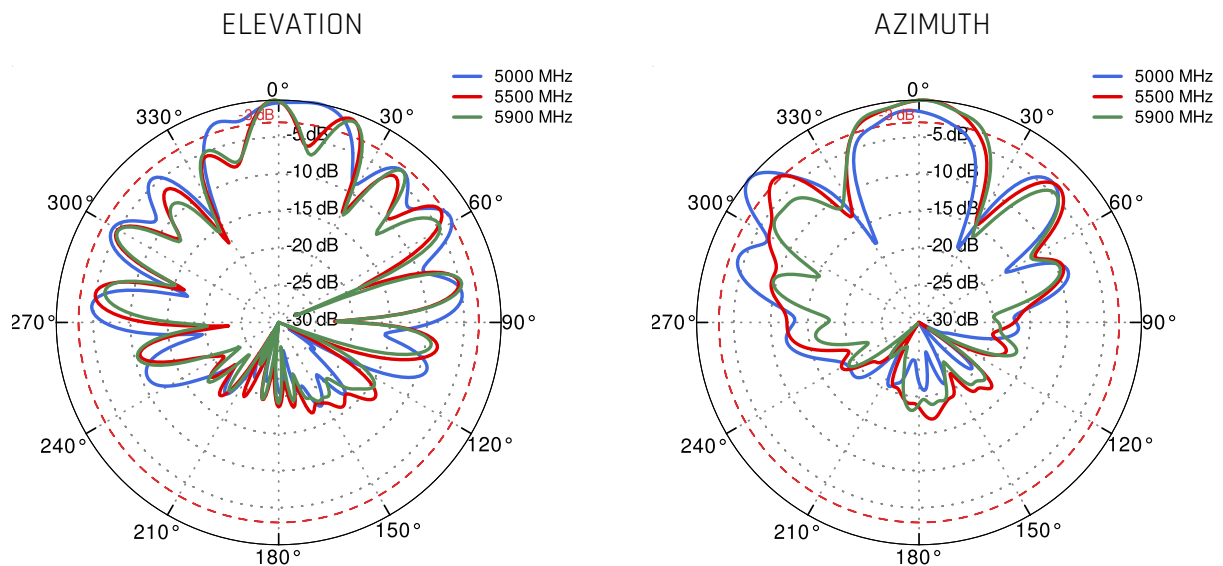 ELEVATION
5000 MHz
5500 MHz
5900 MHz
0°
30°
60°
90°
120°
150°
180°
210°
240°
270°
300°
330°
-3 dB
-5 dB
-10 dB
-15 dB
-20 dB
-25 dB
-30 dB
AZIMUTH
5000 MHz
5500 MHz
5900 MHz
0°
30°
60°
90°
120°
150°
180°
210°
240°
270°
300°
330°
-3 dB
-5 dB
-10 dB
-15 dB
-20 dB
-25 dB
-30 dB